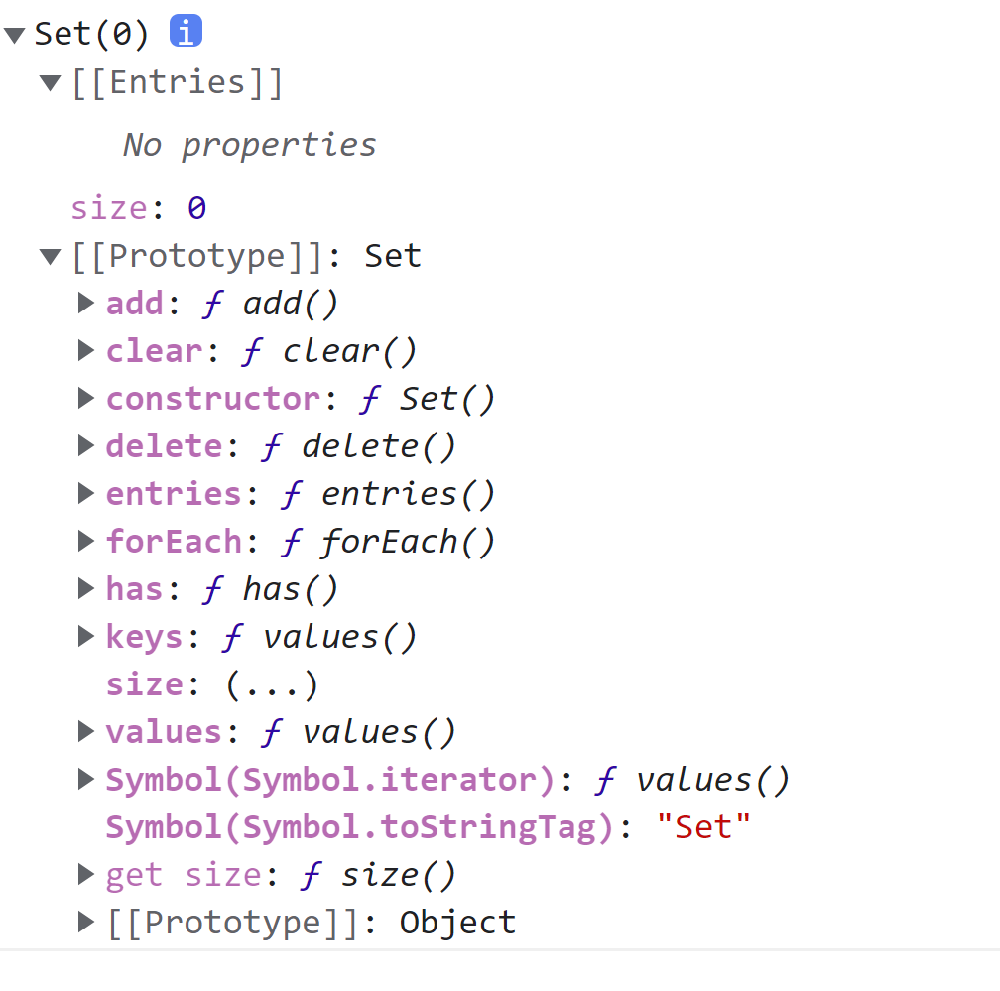 Set(0) i
[[Entries]]
No properties
size: 0
[[Prototype]]: Set
add: ƒ add()
clear: ƒ clear()
constructor: ƒ Set()
delete: ƒ delete()
entries: ƒ entries()
forEach: ƒ forEach()
has: ƒ has()
keys: ƒ values()
size: (...)
values: ƒ values()
Symbol(Symbol.iterator): ƒ values()
Symbol(Symbol.toStringTag): "Set"
get size: ƒ size()
[[Prototype]]: Object